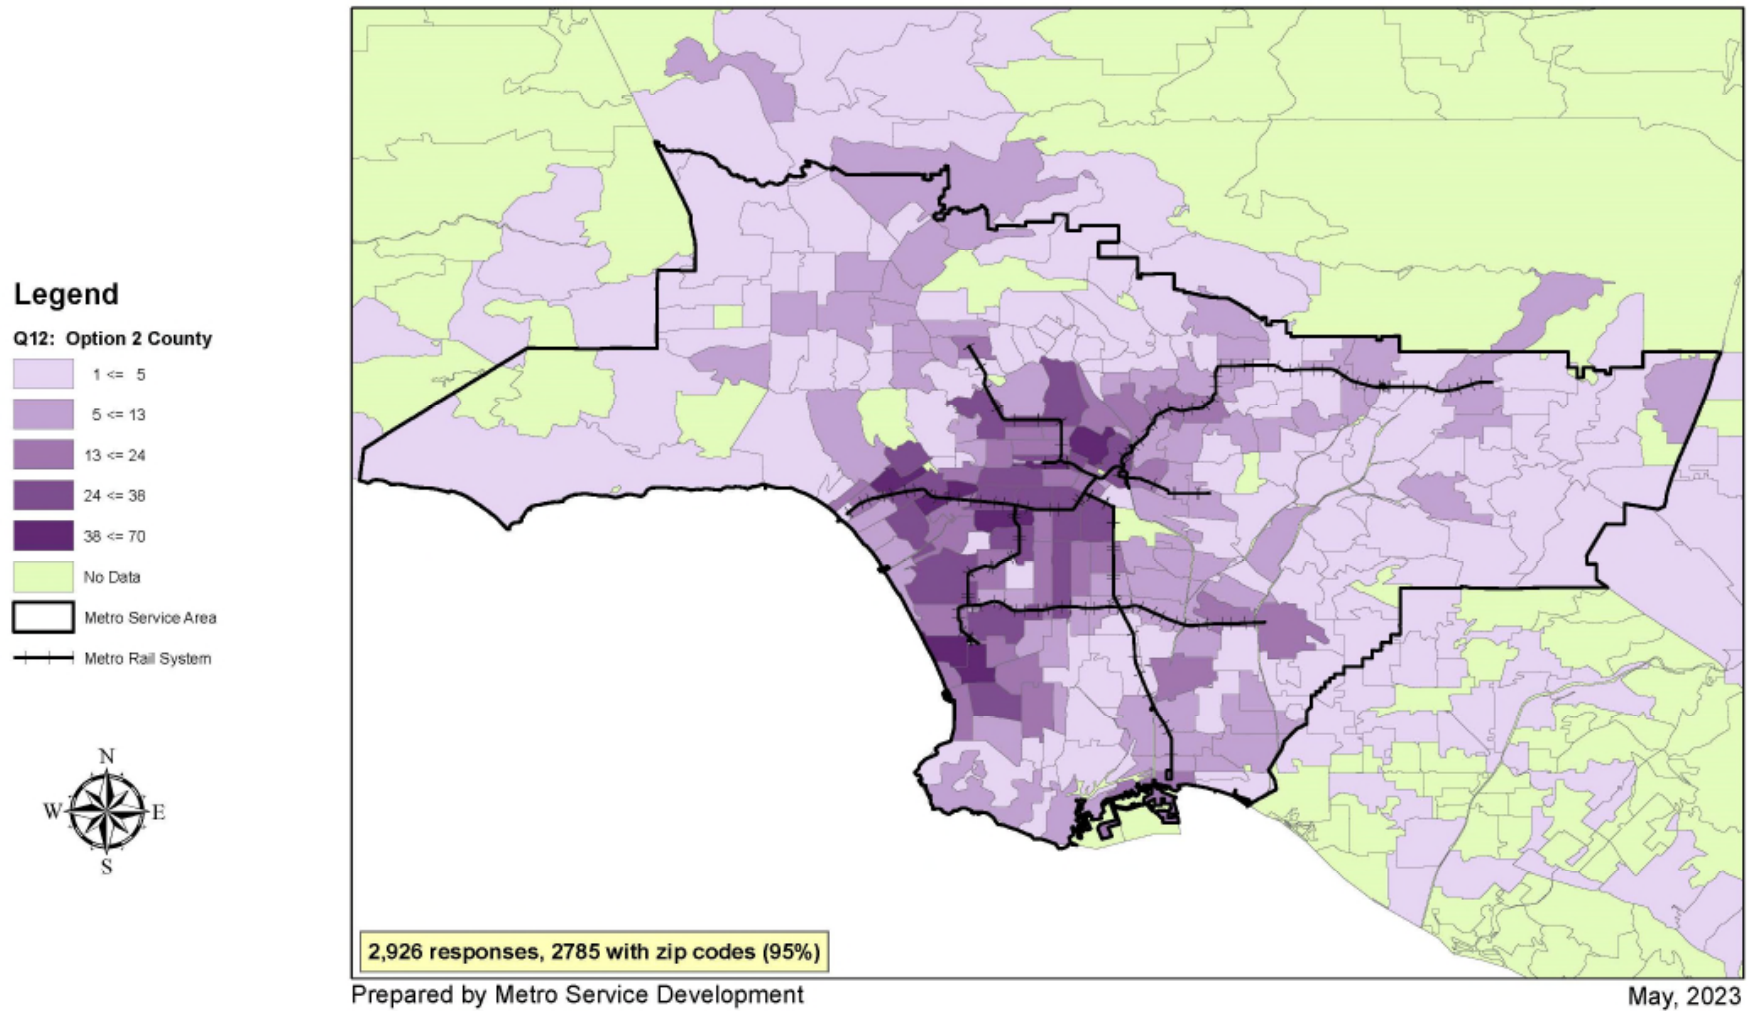 Legend
Q12: Option 2 County
1 <= 5
5 <= 13
13 <= 24
24 <= 38
38 <= 70
No Data
Metro Service Area
Metro Rail System
N
W E
S
2,926 responses, 2785 with zip codes (95%)
Prepared by Metro Service Development
May, 2023